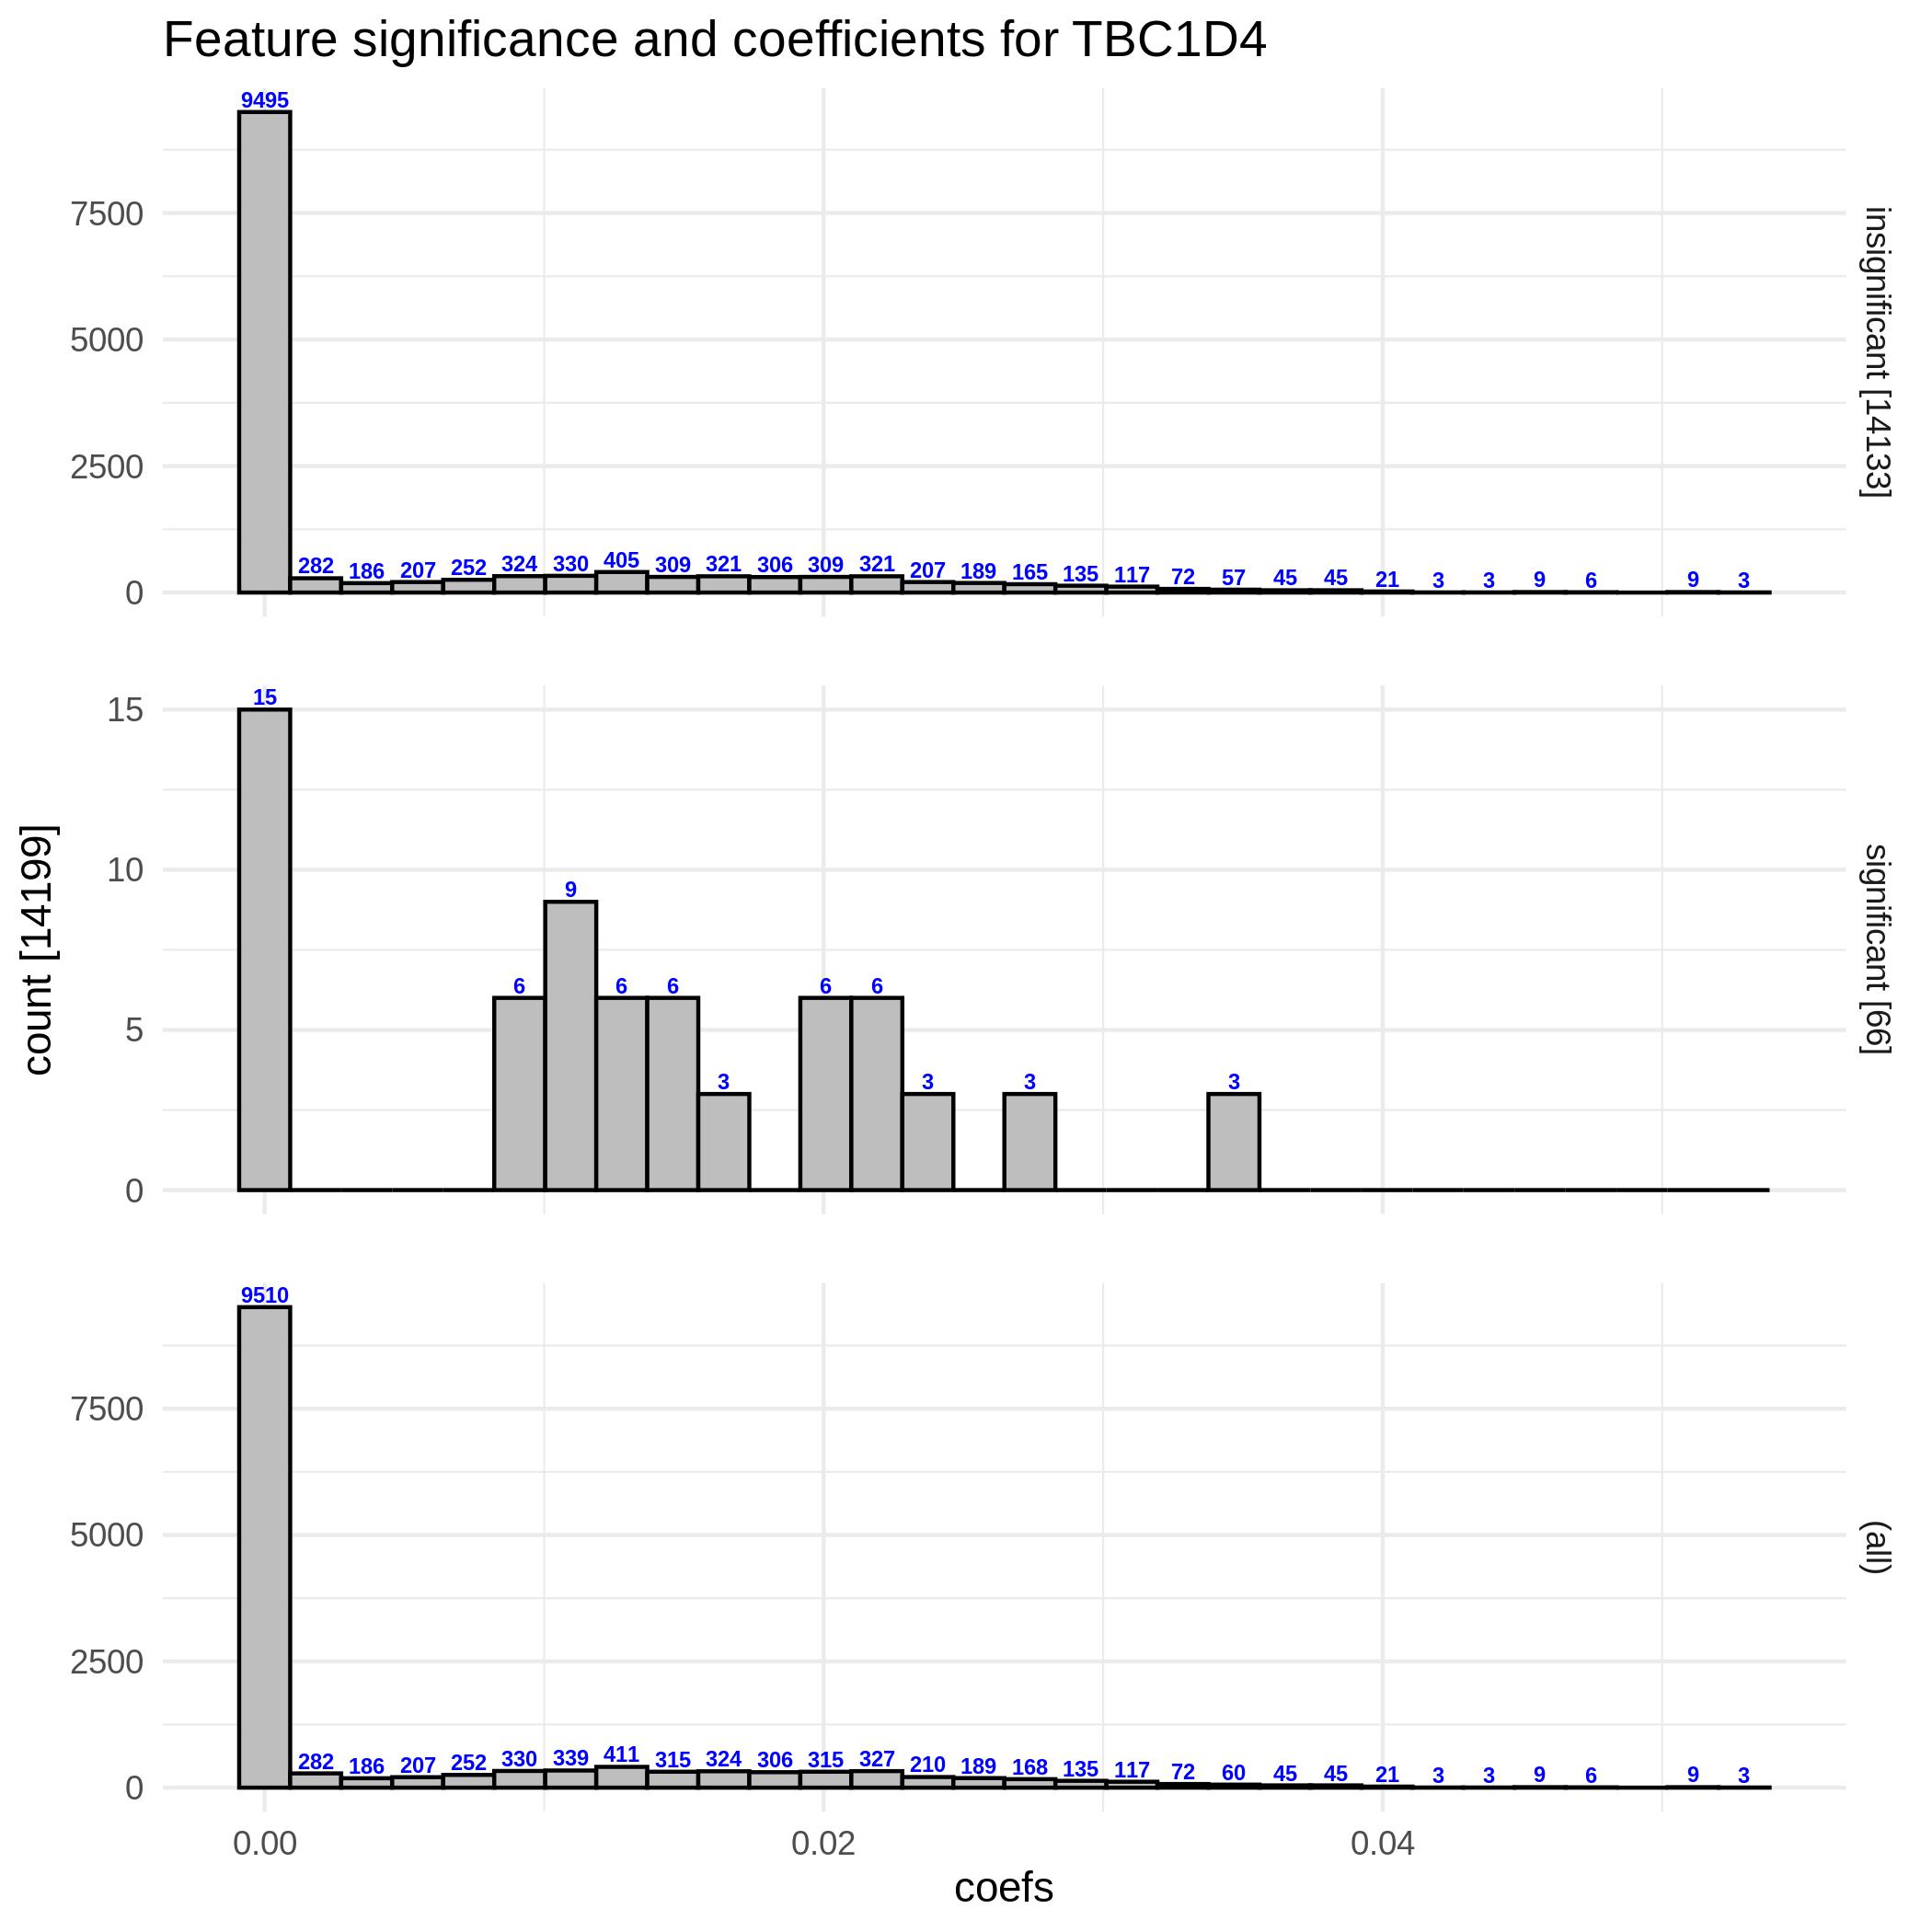 Feature significance and coefficients for TBC1D4
9495
7500
5000
2500
0
282 186 207 252 324 330 405 309 321 306 309 321 207 189 165 135 117 72 57 45 45 21 3 3 9 6 9 3
insignificant [14133]
15
15
10
5
0
6 9 6 6 3 6 6 3 3 3
significant [66]
count [14199]
9510
7500
5000
2500
0
282 186 207 252 330 339 411 315 324 306 315 327 210 189 168 135 117 72 60 45 45 21 3 3 9 6 9 3
(all)
0.00 0.02 0.04
coefs